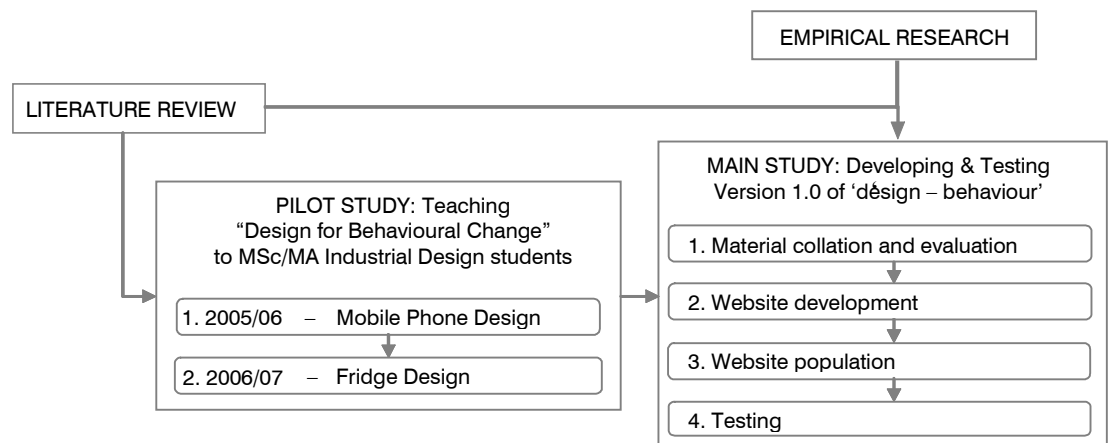 EMPIRICAL RESEARCH
LITERATURE REVIEW
PILOT STUDY: Teaching
“Design for Behavioural Change”
to MSc/MA Industrial Design students
1. 2005/06 – Mobile Phone Design
2. 2006/07 – Fridge Design
MAIN STUDY: Developing & Testing
Version 1.0 of ‘design – behaviour’
1. Material collation and evaluation
2. Website development
3. Website population
4. Testing